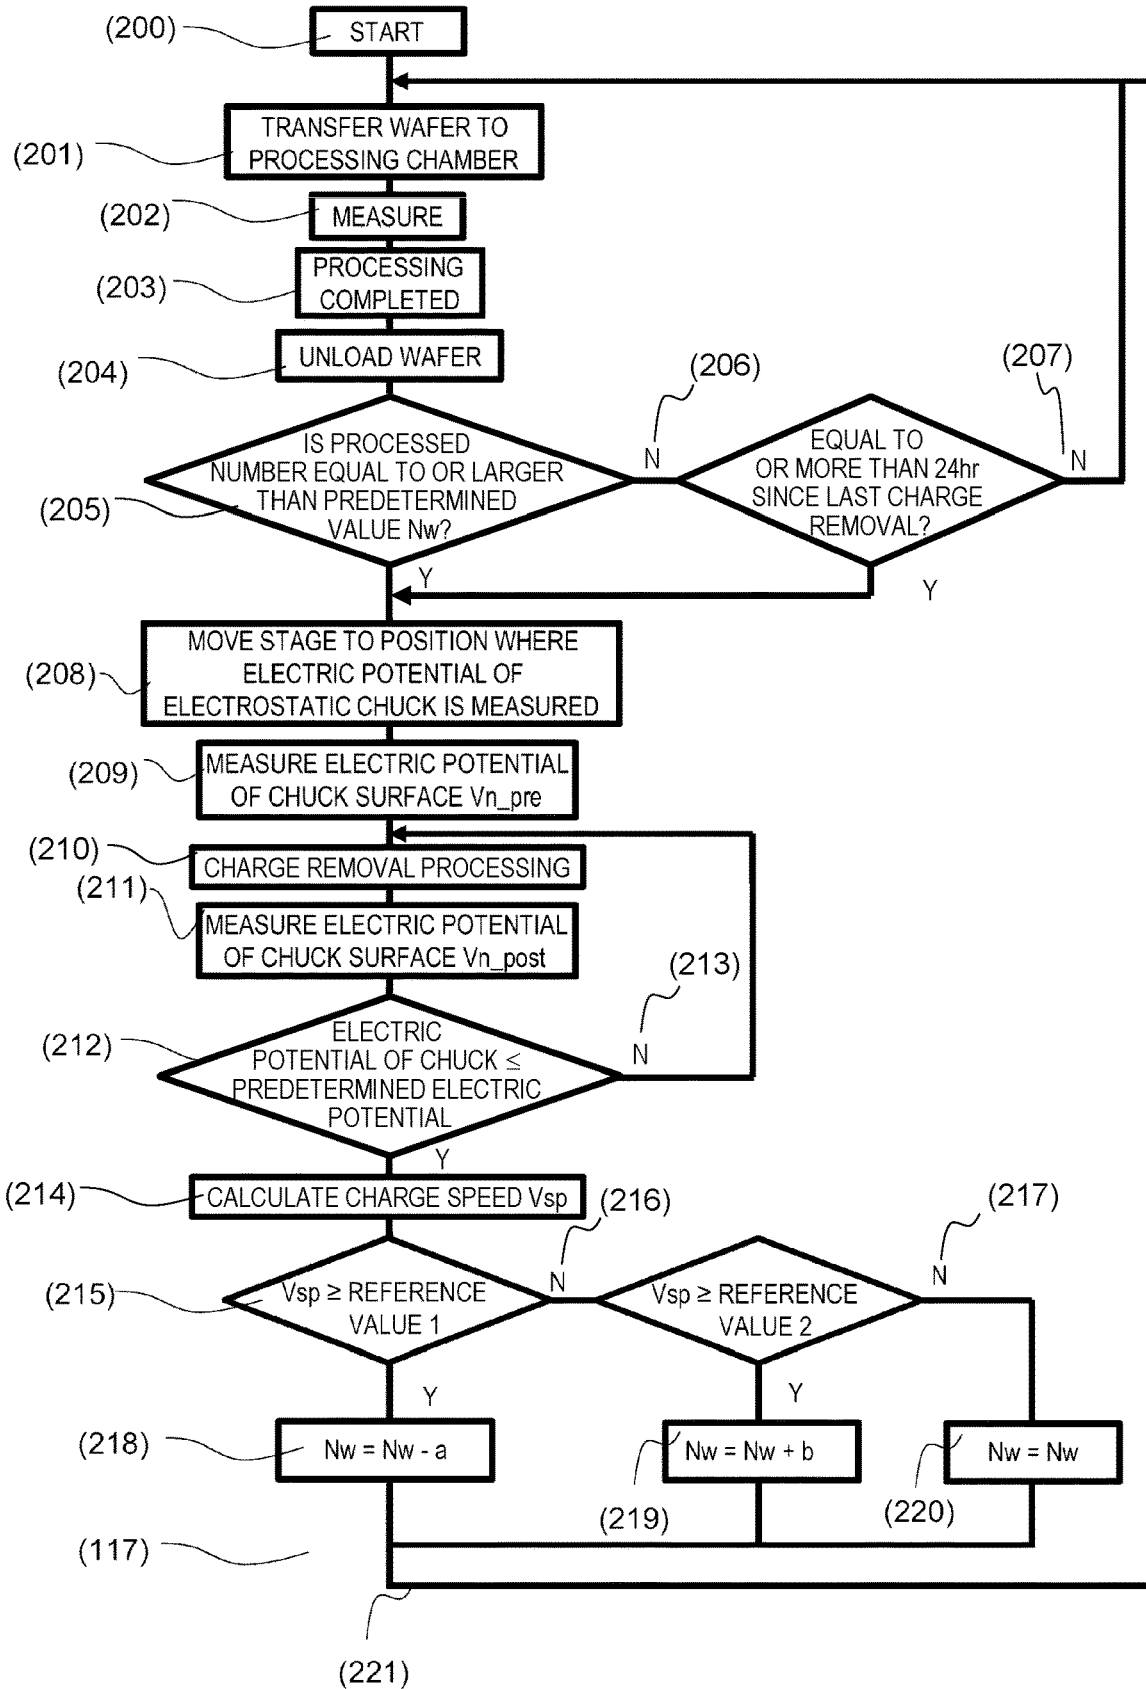 (200)
START
(201)
TRANSFER WAFER TO
PROCESSING CHAMBER
(202)
MEASURE
(203)
PROCESSING
COMPLETED
(204)
UNLOAD WAFER
(205)
IS PROCESSED
NUMBER EQUAL TO OR LARGER
THAN PREDETERMINED
VALUE Nw?
(206)
N
EQUAL TO
OR MORE THAN 24hr
SINCE LAST CHARGE
REMOVAL?
(207)
N
Y
Y
(208)
MOVE STAGE TO POSITION WHERE
ELECTRIC POTENTIAL OF
ELECTROSTATIC CHUCK IS MEASURED
(209)
MEASURE ELECTRIC POTENTIAL
OF CHUCK SURFACE Vn_pre
(210)
CHARGE REMOVAL PROCESSING
(211)
MEASURE ELECTRIC POTENTIAL
OF CHUCK SURFACE Vn_post
(212)
ELECTRIC
POTENTIAL OF CHUCK ≤
PREDETERMINED ELECTRIC
POTENTIAL
(213)
N
Y
(214)
CALCULATE CHARGE SPEED Vsp
(215)
Vsp ≥ REFERENCE
VALUE 1
(216)
N
Vsp ≥ REFERENCE
VALUE 2
(217)
N
Y
Y
(218)
Nw = Nw - a
Nw = Nw + b
(219)
Nw = Nw
(220)
(117)
(221)